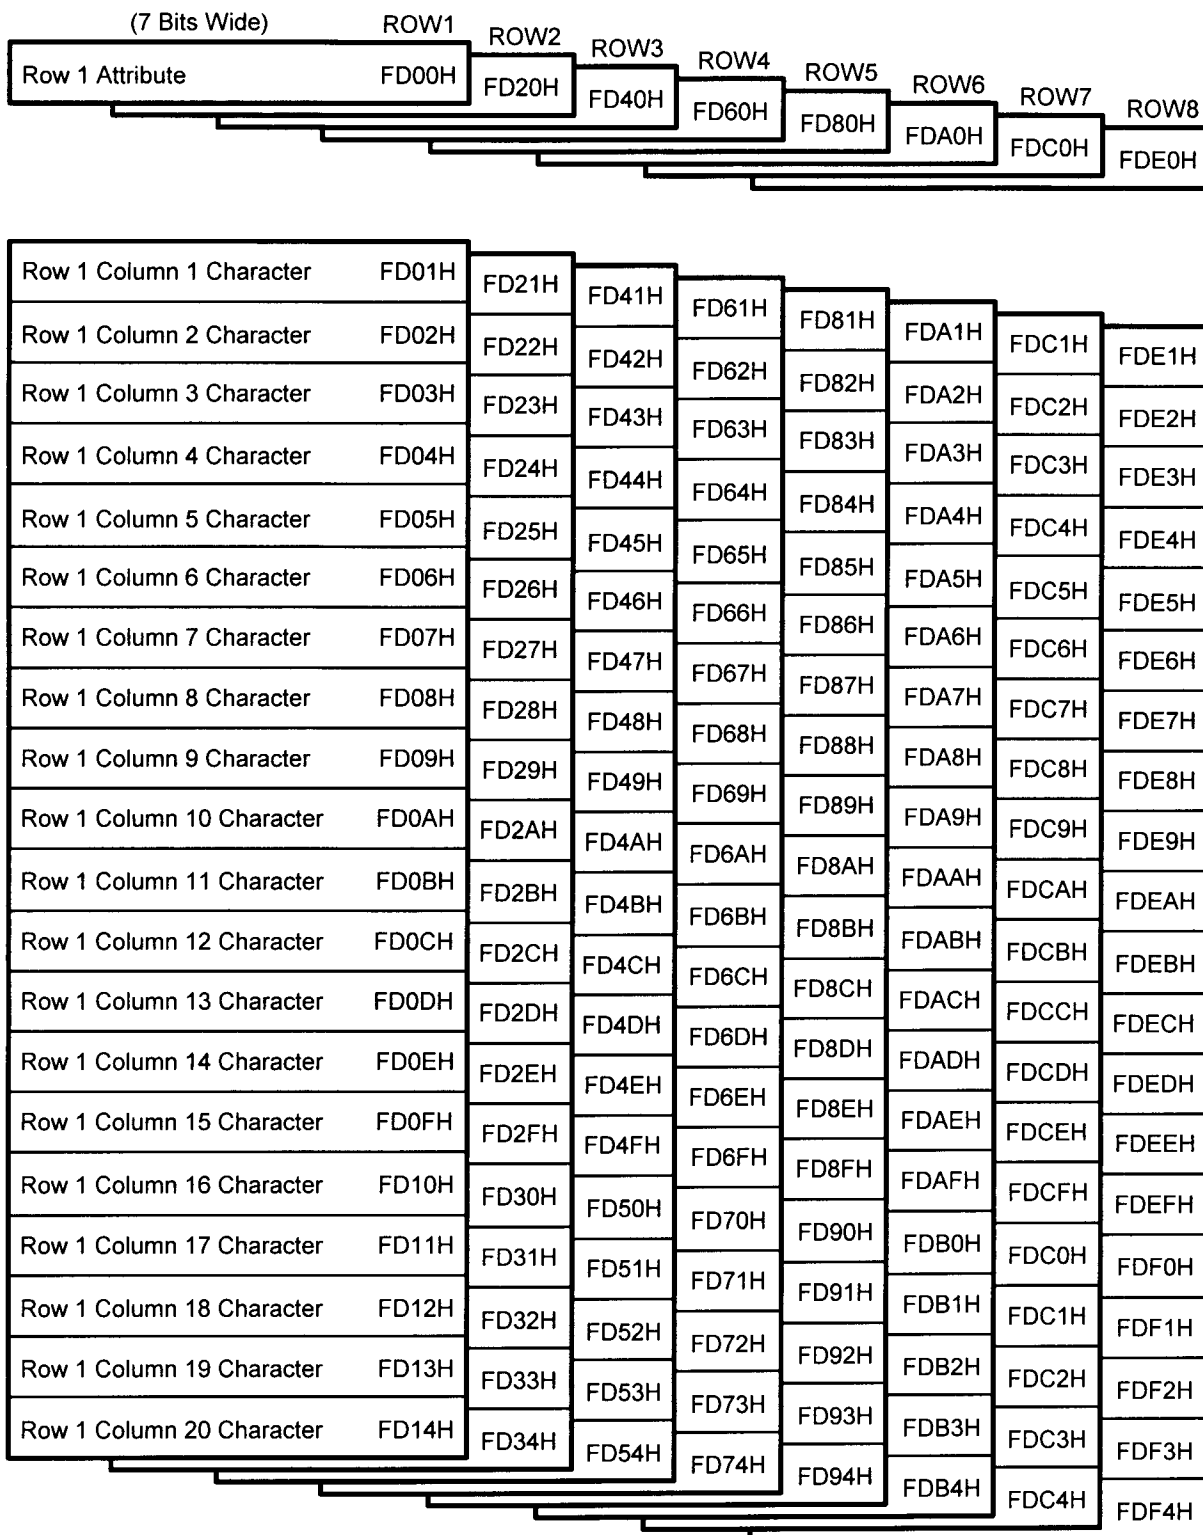 (7 Bits Wide) ROW1 ROW2 ROW3 ROW4 ROW5 ROW6 ROW7 ROW8
Row 1 Attribute FD00H FD20H FD40H FD60H FD80H FDA0H FDC0H FDE0H
Row 1 Column 1 Character FD01H FD21H FD41H FD61H FD81H FDA1H FDC1H FDE1H
Row 1 Column 2 Character FD02H FD22H FD42H FD62H FD82H FDA2H FDC2H FDE2H
Row 1 Column 3 Character FD03H FD23H FD43H FD63H FD83H FDA3H FDC3H FDE3H
Row 1 Column 4 Character FD04H FD24H FD44H FD64H FD84H FDA4H FDC4H FDE4H
Row 1 Column 5 Character FD05H FD25H FD45H FD65H FD85H FDA5H FDC5H FDE5H
Row 1 Column 6 Character FD06H FD26H FD46H FD66H FD86H FDA6H FDC6H FDE6H
Row 1 Column 7 Character FD07H FD27H FD47H FD67H FD87H FDA7H FDC7H FDE7H
Row 1 Column 8 Character FD08H FD28H FD48H FD68H FD88H FDA8H FDC8H FDE8H
Row 1 Column 9 Character FD09H FD29H FD49H FD69H FD89H FDA9H FDC9H FDE9H
Row 1 Column 10 Character FD0AH FD2AH FD4AH FD6AH FD8AH FDAAH FDCAH FDEAH
Row 1 Column 11 Character FD0BH FD2BH FD4BH FD6BH FD8BH FDABH FDCBH FDEBH
Row 1 Column 12 Character FD0CH FD2CH FD4CH FD6CH FD8CH FDACH FDCCH FDECH
Row 1 Column 13 Character FD0DH FD2DH FD4DH FD6DH FD8DH FDADH FDCDH FDEDH
Row 1 Column 14 Character FD0EH FD2EH FD4EH FD6EH FD8EH FDAEH FDCEH FDEEH
Row 1 Column 15 Character FD0FH FD2FH FD4FH FD6FH FD8FH FDAFH FDCFH FDEFH
Row 1 Column 16 Character FD10H FD30H FD50H FD70H FD90H FDB0H FDC0H FDF0H
Row 1 Column 17 Character FD11H FD31H FD51H FD71H FD91H FDB1H FDC1H FDF1H
Row 1 Column 18 Character FD12H FD32H FD52H FD72H FD92H FDB2H FDC2H FDF2H
Row 1 Column 19 Character FD13H FD33H FD53H FD73H FD93H FDB3H FDC3H FDF3H
Row 1 Column 20 Character FD14H FD34H FD54H FD74H FD94H FDB4H FDC4H FDF4H